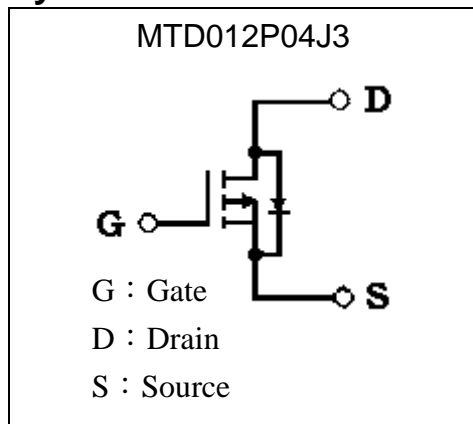 MTD012P04J3
D
G
S
G：Gate
D：Drain
S：Source